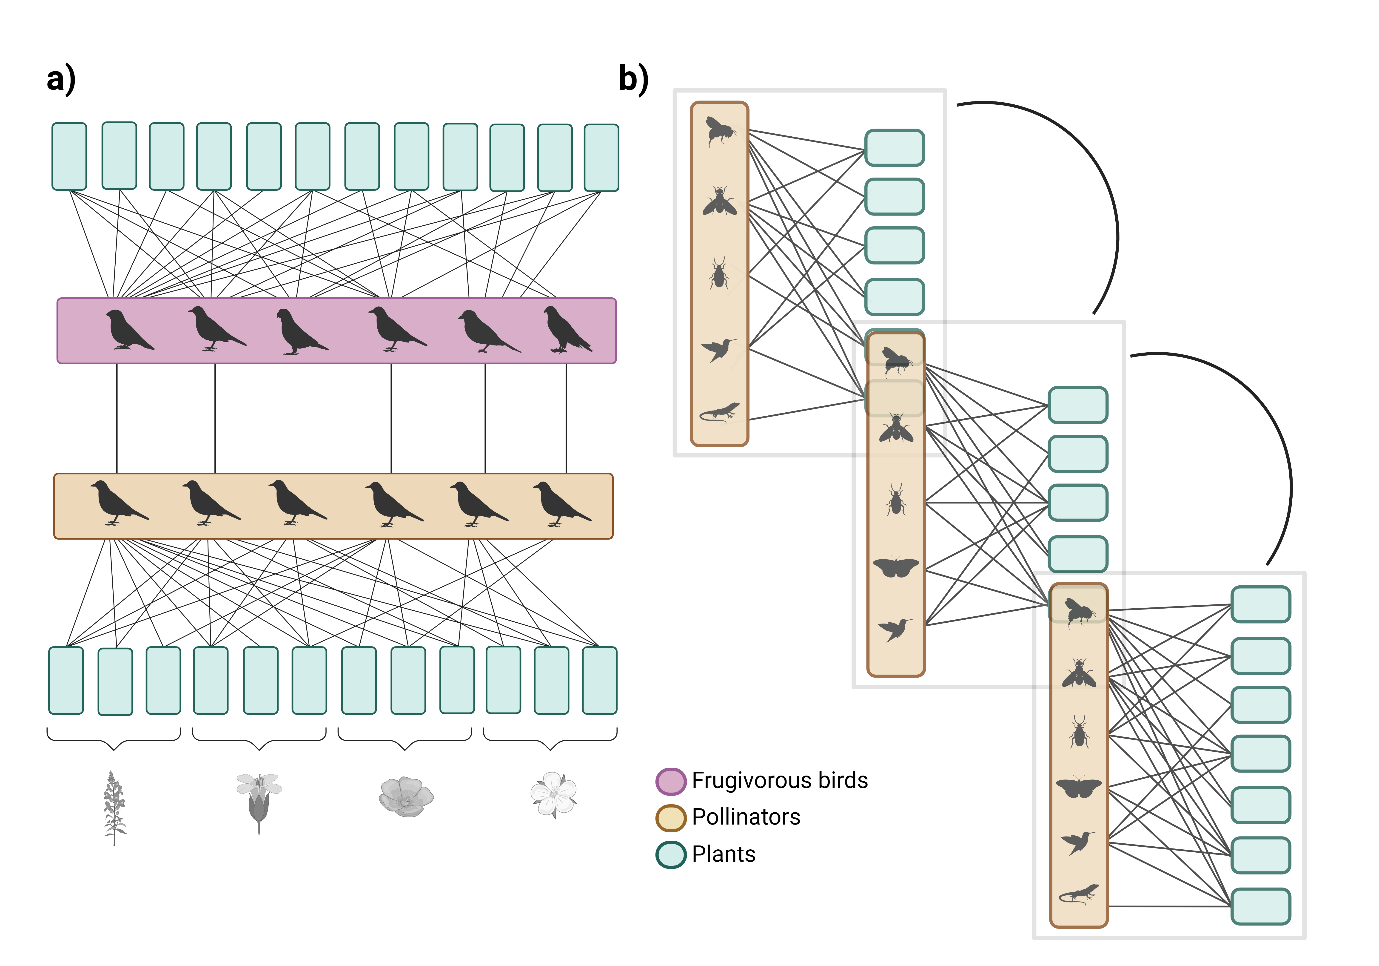 a)
b)
Frugivorous birds
Pollinators
Plants